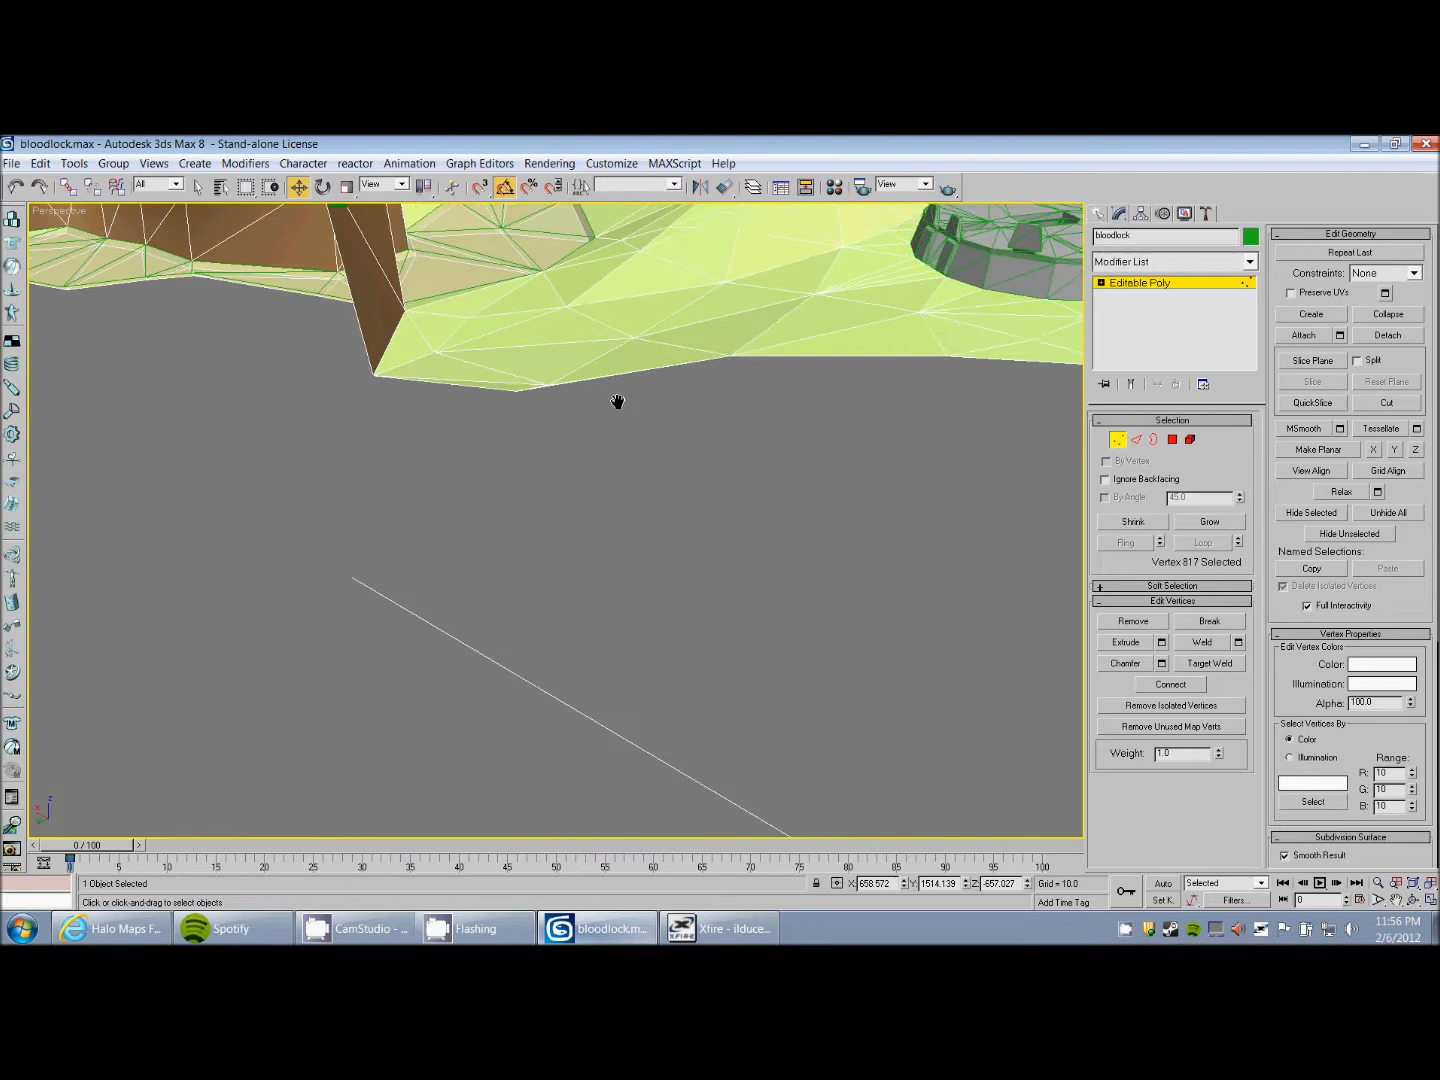 bloodlock.max - Autodesk 3ds Max 8 - Stand-alone License
File Edit Tools Group Views Create Modifiers Character reactor Animation Graph Editors Rendering Customize MAXScript Help
All View View
Perspective
bloodlock
Modifier List
Editable Poly
Selection
By Vertex
Ignore Backfacing
By Angle: 45.0
Shrink Grow
Ring Loop
Vertex 817 Selected
Soft Selection
Edit Vertices
Remove Break
Extrude Weld
Chamfer Target Weld
Connect
Remove Isolated Vertices
Remove Unused Map Verts
Weight: 1.0
Edit Geometry
Repeat Last
Constraints: None
Preserve UVs
Create Collapse
Attach Detach
Slice Plane Split
Slice Reset Plane
QuickSlice Cut
MSmooth Tessellate
Make Planar X Y Z
View Align Grid Align
Relax
Hide Selected Unhide All
Hide Unselected
Named Selections:
Copy Paste
Delete Isolated Vertices
Full Interactivity
Vertex Properties
Edit Vertex Colors
Color:
Illumination:
Alpha: 100.0
Select Vertices By
Color
Illumination Range:
R: 10
G: 10
Select B: 10
Subdivision Surface
Smooth Result
0 / 100
5 10 15 20 25 30 35 40 45 50 55 60 65 70 75 80 85 90 95 100
1 Object Selected X: 658.572 Y: 1514.139 Z: -657.027 Grid = 10.0 Auto Selected
Click or click-and-drag to select objects Add Time Tag Set K. Filters... 0
Halo Maps F... Spotify CamStudio - ... Flashing bloodlock.m... Xfire - ilduce...
11:56 PM
2/6/2012